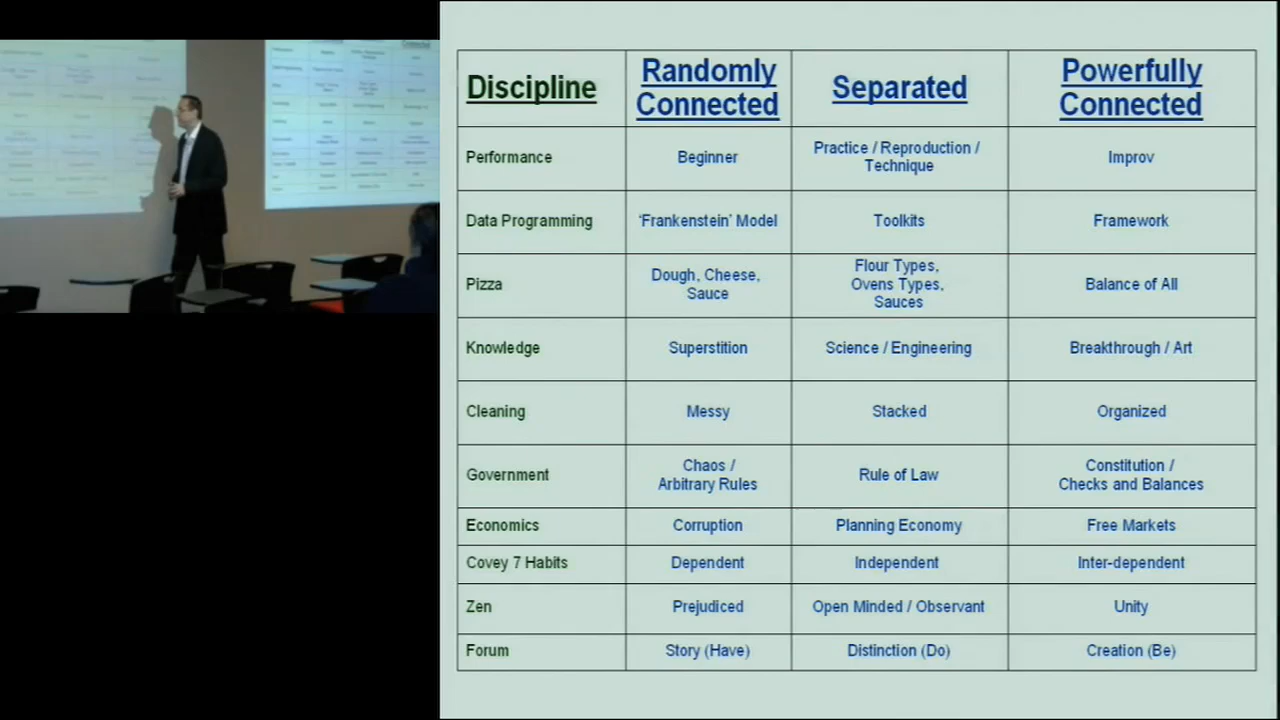 Discipline
Randomly
Connected
Separated
Powerfully
Connected
Performance
Beginner
Practice / Reproduction /
Technique
Improv
Data Programming
‘Frankenstein’ Model
Toolkits
Framework
Pizza
Dough, Cheese,
Sauce
Flour Types,
Ovens Types,
Sauces
Balance of All
Knowledge
Superstition
Science / Engineering
Breakthrough / Art
Cleaning
Messy
Stacked
Organized
Government
Chaos /
Arbitrary Rules
Rule of Law
Constitution /
Checks and Balances
Economics
Corruption
Planning Economy
Free Markets
Covey 7 Habits
Dependent
Independent
Inter-dependent
Zen
Prejudiced
Open Minded / Observant
Unity
Forum
Story (Have)
Distinction (Do)
Creation (Be)